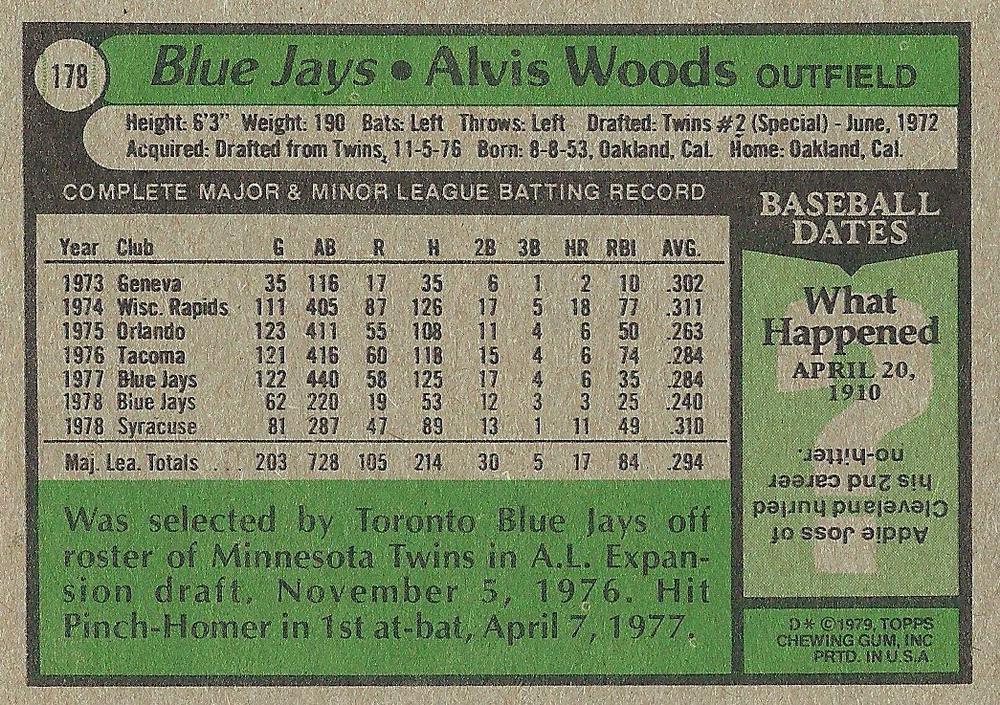 178
Blue Jays • Alvis Woods OUTFIELD
Height: 6'3" Weight: 190 Bats: Left Throws: Left Drafted: Twins #2 (Special) - June, 1972
Acquired: Drafted from Twins, 11-5-76 Born: 8-8-53, Oakland, Cal. Home: Oakland, Cal.
COMPLETE MAJOR & MINOR LEAGUE BATTING RECORD
Year Club G AB R H 2B 3B HR RBI AVG.
1973 Geneva 35 116 17 35 6 1 2 10 .302
1974 Wisc. Rapids 111 405 87 126 17 5 18 77 .311
1975 Orlando 123 411 55 108 11 4 6 50 .263
1976 Tacoma 121 416 60 118 15 4 6 74 .284
1977 Blue Jays 122 440 58 125 17 4 6 35 .284
1978 Blue Jays 62 220 19 53 12 3 3 25 .240
1978 Syracuse 81 287 47 89 13 1 11 49 .310
Maj. Lea. Totals ... 203 728 105 214 30 5 17 84 .294
Was selected by Toronto Blue Jays off
roster of Minnesota Twins in A.L. Expan-
sion draft, November 5, 1976. Hit
Pinch-Homer in 1st at-bat, April 7, 1977.
BASEBALL
DATES
What
Happened
APRIL 20,
1910
Addie Joss of
Cleveland hurled
his 2nd career
no-hitter.
D* ©1979, TOPPS
CHEWING GUM, INC
PRTD. IN U.S.A.